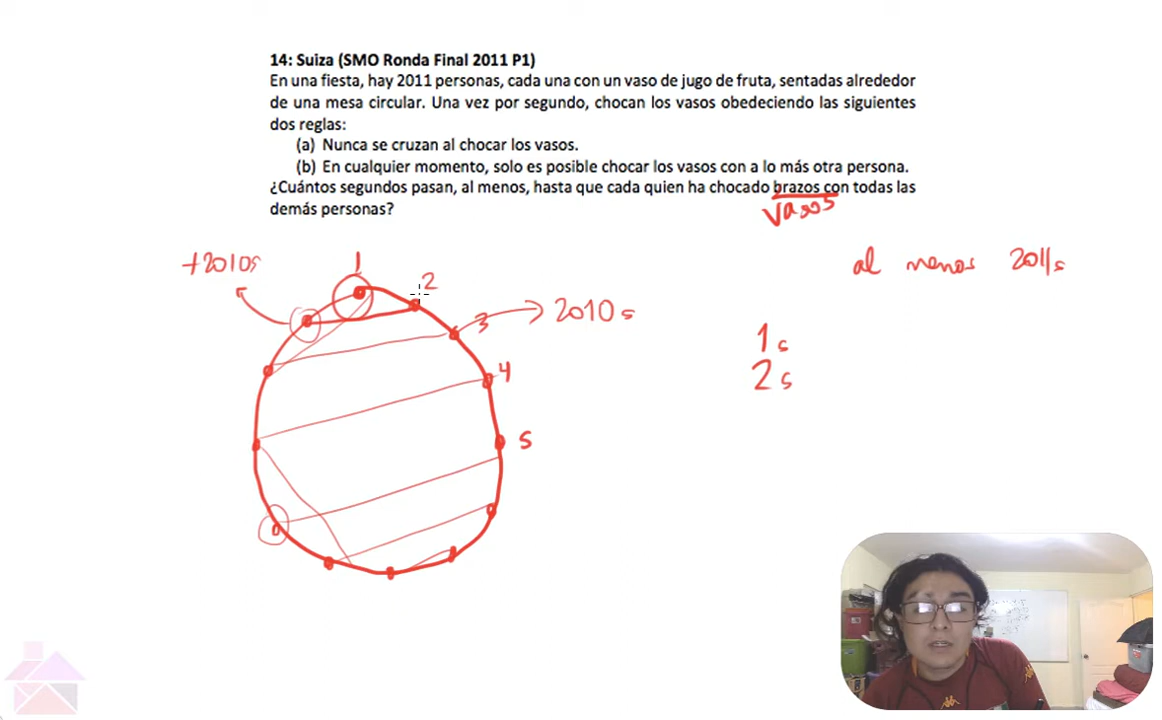 14: Suiza (SMO Ronda Final 2011 P1)
En una fiesta, hay 2011 personas, cada una con un vaso de jugo de fruta, sentadas alrededor
de una mesa circular. Una vez por segundo, chocan los vasos obedeciendo las siguientes
dos reglas:
(a) Nunca se cruzan al chocar los vasos.
(b) En cualquier momento, solo es posible chocar los vasos con a lo más otra persona.
¿Cuántos segundos pasan, al menos, hasta que cada quien ha chocado brazos con todas las
demás personas?
vasos
al menos 2011s
+2010s
1
2
3
2010s
4
5
1s
2s